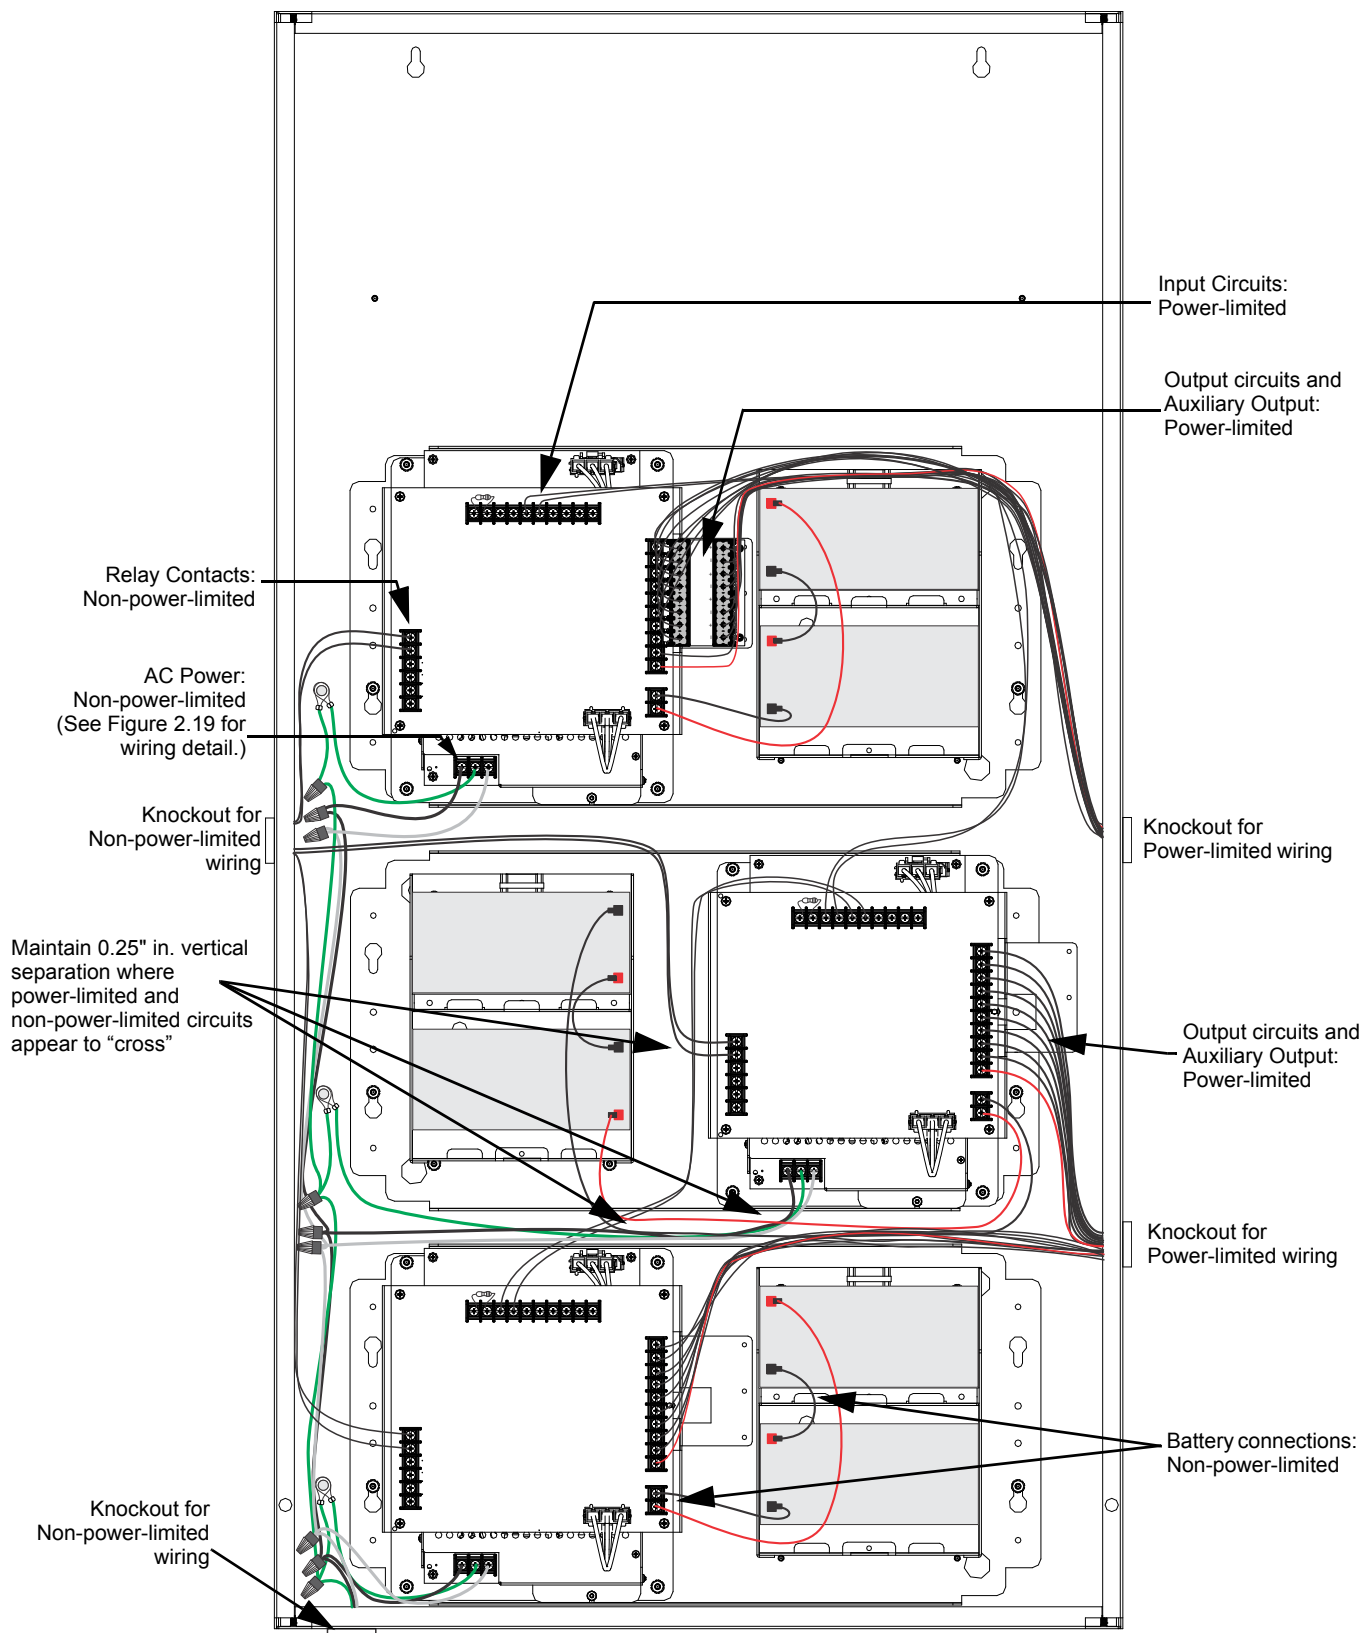 Input Circuits:
Power-limited
Output circuits and
Auxiliary Output:
Power-limited
Relay Contacts:
Non-power-limited
AC Power:
Non-power-limited
(See Figure 2.19 for
wiring detail.)
Knockout for
Non-power-limited
wiring
Knockout for
Power-limited wiring
Maintain 0.25" in. vertical
separation where
power-limited and
non-power-limited circuits
appear to “cross”
Output circuits and
Auxiliary Output:
Power-limited
Knockout for
Power-limited wiring
Battery connections:
Non-power-limited
Knockout for
Non-power-limited
wiring